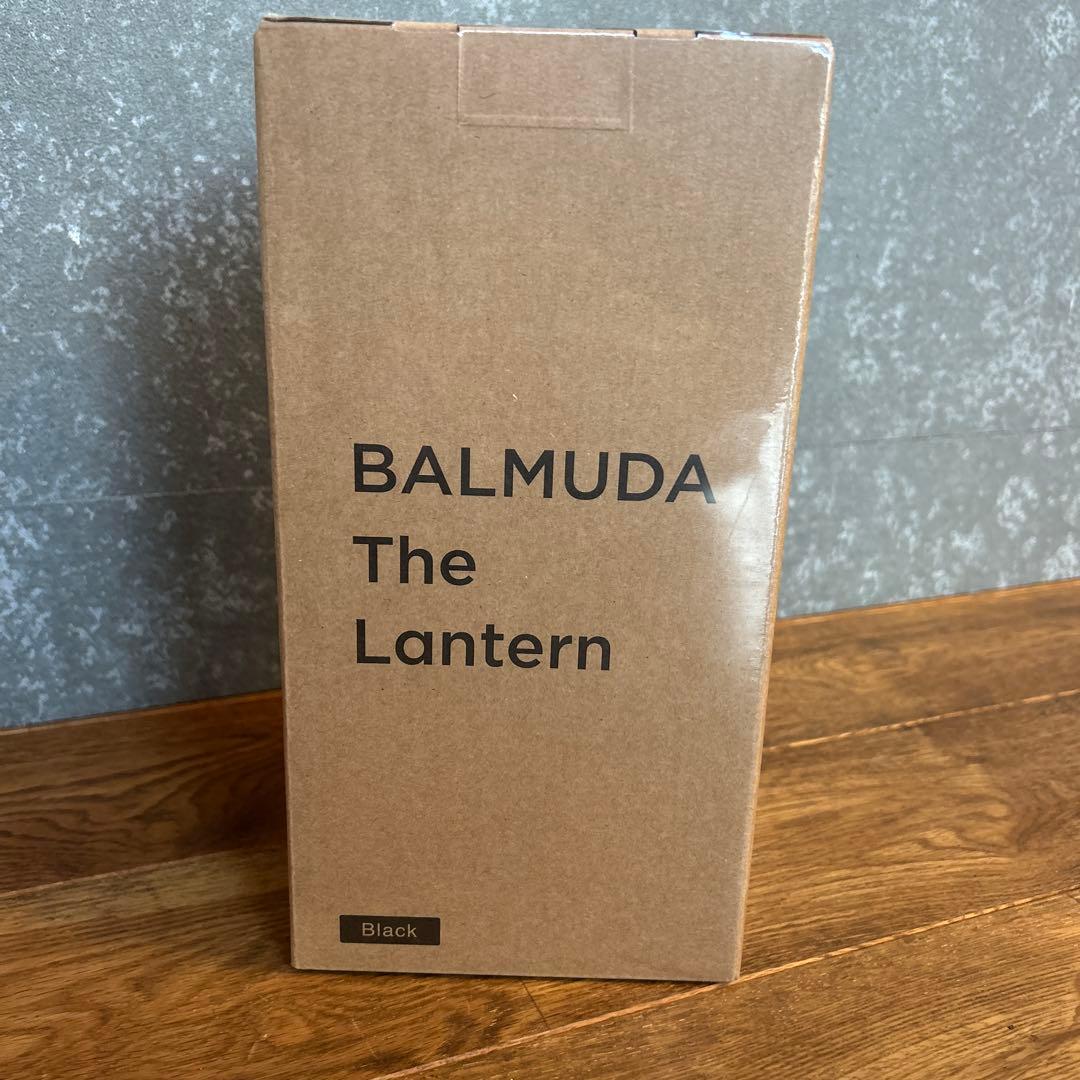 BALMUDA
The
Lantern
Black